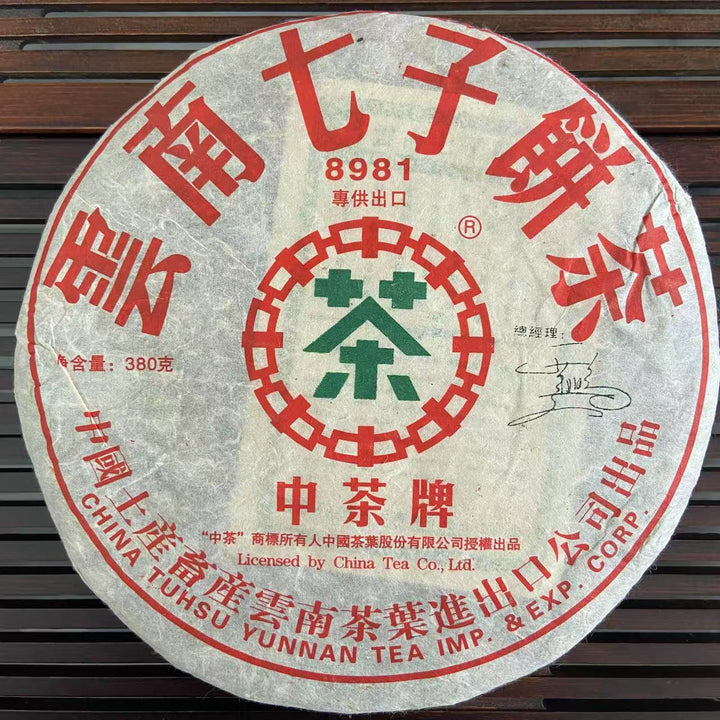 雲南七子餅茶
8981
專供出口
®
茶
總經理：
净含量：380克
中茶牌
“中茶”商標所有人中國茶葉股份有限公司授權出品
Licensed by China Tea Co., Ltd.
中國土産畜産雲南茶葉進出口公司出品
CHINA TUHSU YUNNAN TEA IMP. & EXP. CORP.